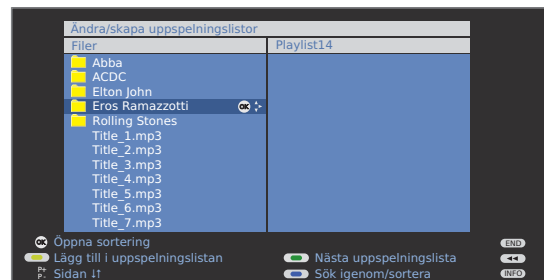 Ändra/skapa uppspelningslistor
Filer Playlist14
Abba
ACDC
Elton John
Eros Ramazzotti OK
Rolling Stones
Title_1.mp3
Title_2.mp3
Title_3.mp3
Title_4.mp3
Title_5.mp3
Title_6.mp3
Title_7.mp3
OK Öppna sortering END
Lägg till i uppspelningslistan Nästa uppspelningslista
P+ P- Sidan ↓↑ Sök igenom/sortera INFO